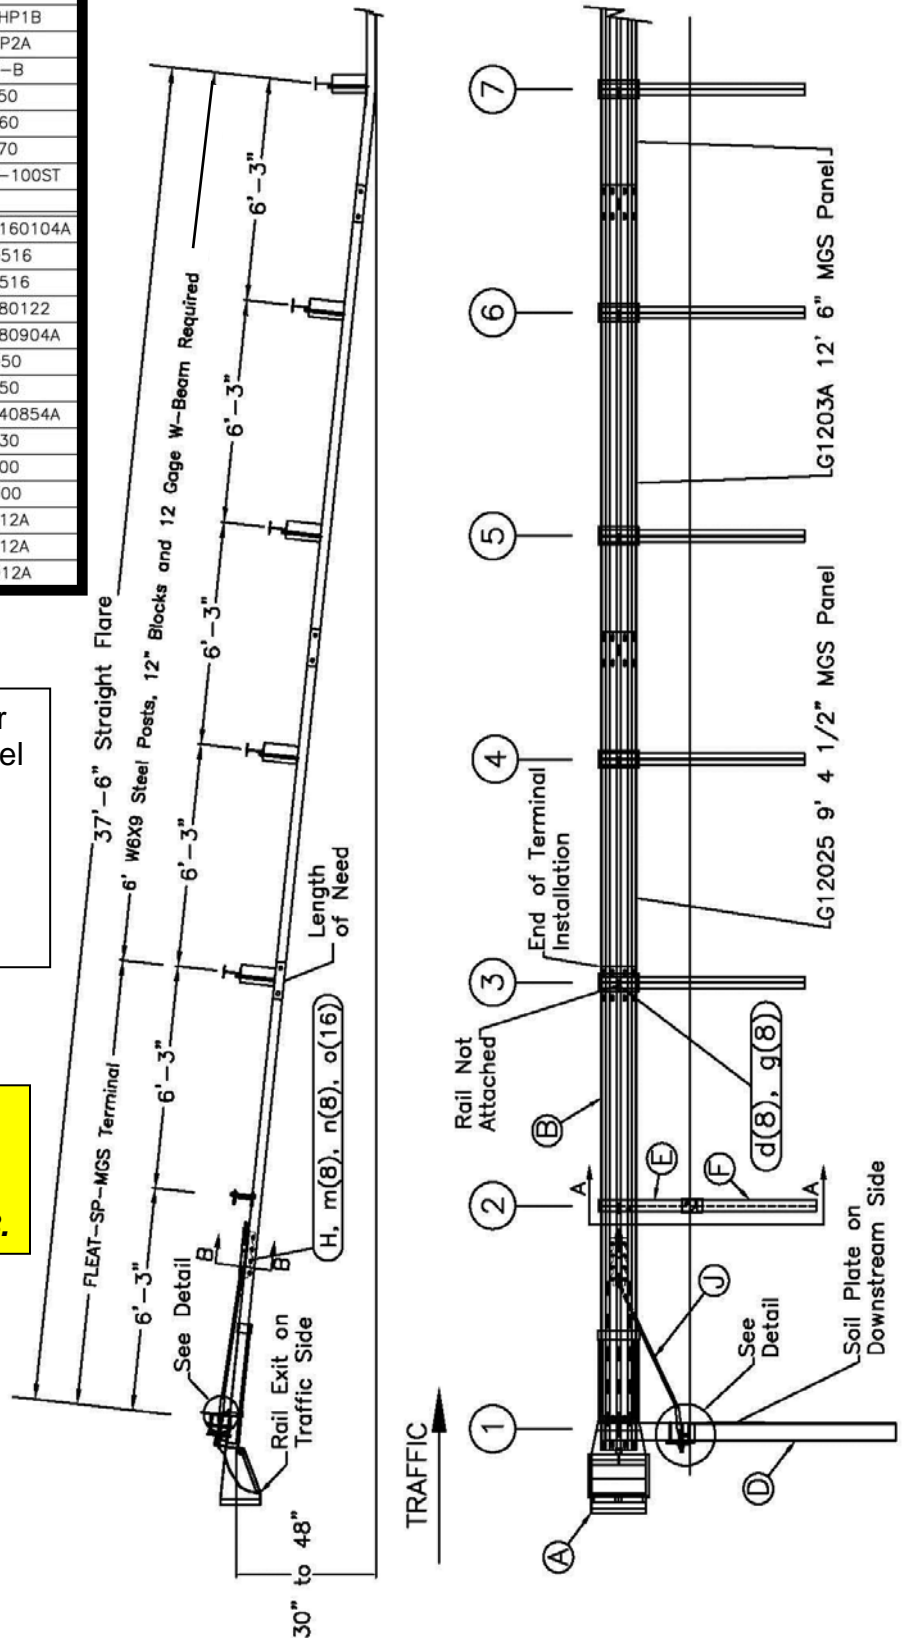 HP1B
P2A
-B
50
60
70
-100ST
160104A
516
516
80122
80904A
50
50
40854A
30
00
00
12A
12A
12A
r
el
.
37'-6" Straight Flare
FLEAT-SP-MGS Terminal
6' W6X9 Steel Posts, 12" Blocks and 12 Gage W-Beam Required
6'-3"
6'-3"
6'-3"
6'-3"
6'-3"
6'-3"
See Detail
B
B
Rail Exit on
Traffic Side
H, m(8), n(8), o(16)
Length
of Need
30" to 48"
TRAFFIC
1
2
3
4
5
6
7
Rail Not
Attached
End of Terminal
Installation
A
B
A
E
F
A
d(8), g(8)
J
See
Detail
D
Soil Plate on
Downstream Side
G12025 9' 4 1/2" MGS Panel
G1203A 12' 6" MGS Panel